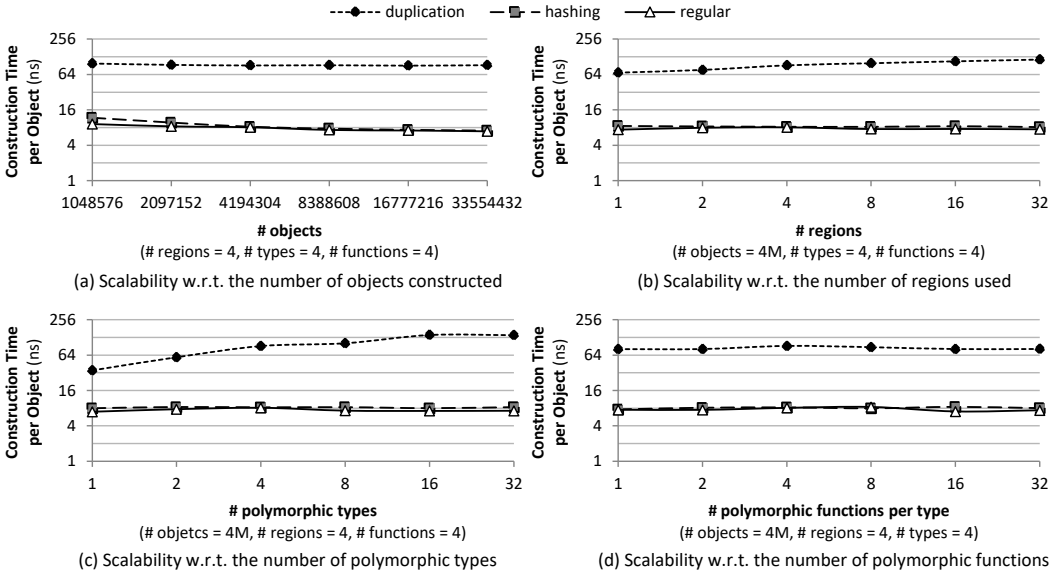 duplication hashing regular
256
64
16
4
1
Construction Time
per Object (ns)
1048576 2097152 4194304 8388608 16777216 33554432
# objects
(# regions = 4, # types = 4, # functions = 4)
(a) Scalability w.r.t. the number of objects constructed
256
64
16
4
1
Construction Time
per Object (ns)
1 2 4 8 16 32
# regions
(# objects = 4M, # types = 4, # functions = 4)
(b) Scalability w.r.t. the number of regions used
256
64
16
4
1
Construction Time
per Object (ns)
1 2 4 8 16 32
# polymorphic types
(# objetcs = 4M, # regions = 4, # functions = 4)
(c) Scalability w.r.t. the number of polymorphic types
256
64
16
4
1
Construction Time
per Object (ns)
1 2 4 8 16 32
# polymorphic functions per type
(# objects = 4M, # regions = 4, # types = 4)
(d) Scalability w.r.t. the number of polymorphic functions